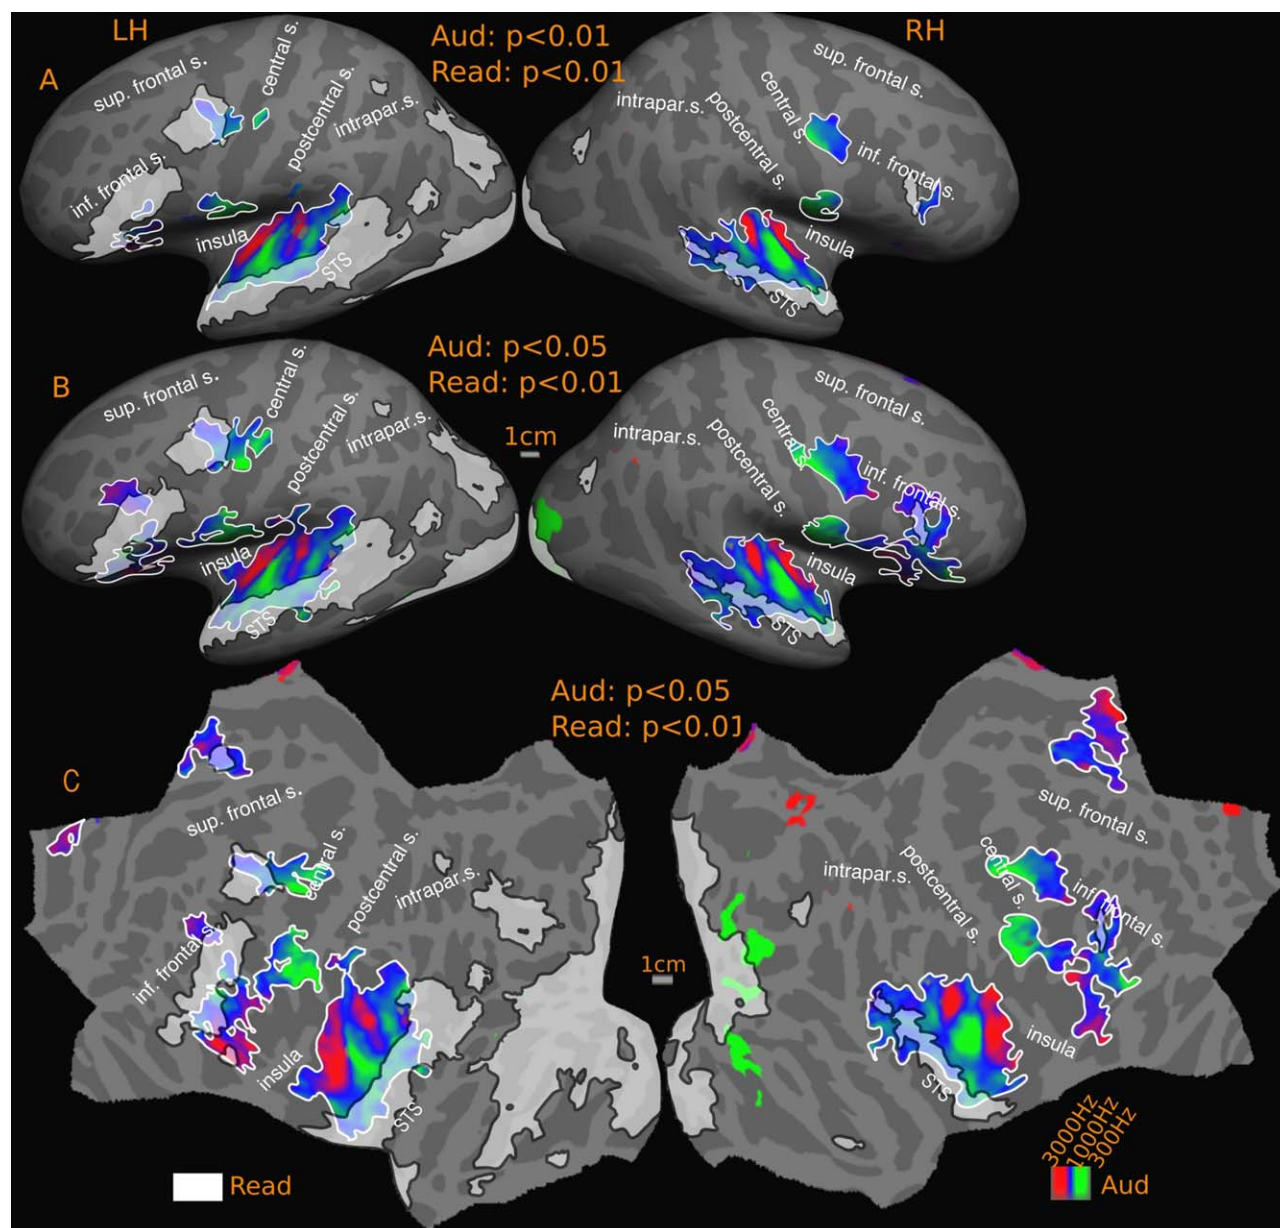 LH
Aud: p<0.01
Read: p<0.01
RH
A
sup. frontal s.
central s.
postcentral s.
intrapar.s.
inf. frontal s.
insula
STS
sup. frontal s.
intrapar.s.
postcentral s.
central s.
inf. frontal s.
insula
STS
B
Aud: p<0.05
Read: p<0.01
1cm
sup. frontal s.
central s.
postcentral s.
intrapar.s.
insula
STS
sup. frontal s.
intrapar.s.
postcentral s.
central s.
inf. frontal s.
insula
STS
Aud: p<0.05
Read: p<0.01
C
sup. frontal s.
central s.
postcentral s.
intrapar.s.
inf. frontal s.
insula
STS
1cm
sup. frontal s.
intrapar.s.
postcentral s.
central s.
inf. frontal s.
insula
STS
Read
3000Hz
1000Hz
300Hz
Aud